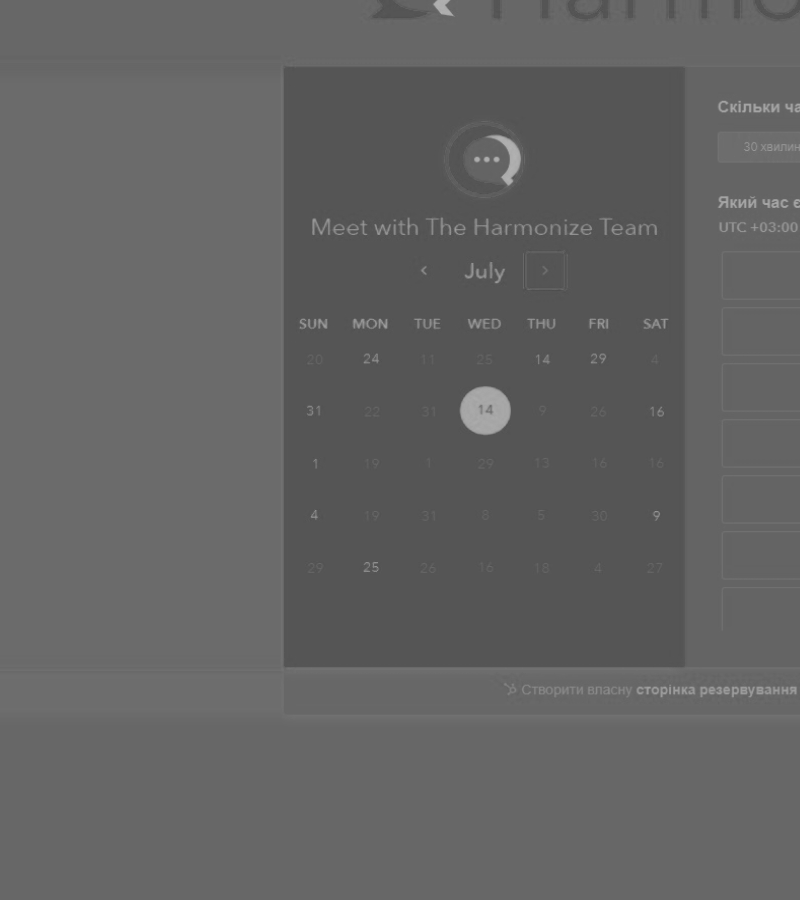 Harmo
Meet with The Harmonize Team
‹ July ›
SUN MON TUE WED THU FRI SAT
20 24 11 25 14 29 4
31 22 31 14 9 26 16
1 19 1 29 13 16 16
4 19 31 8 5 30 9
29 25 26 16 18 4 27
Скільки ча
30 хвилин
Який час є
UTC +03:00
Створити власну сторінка резервування